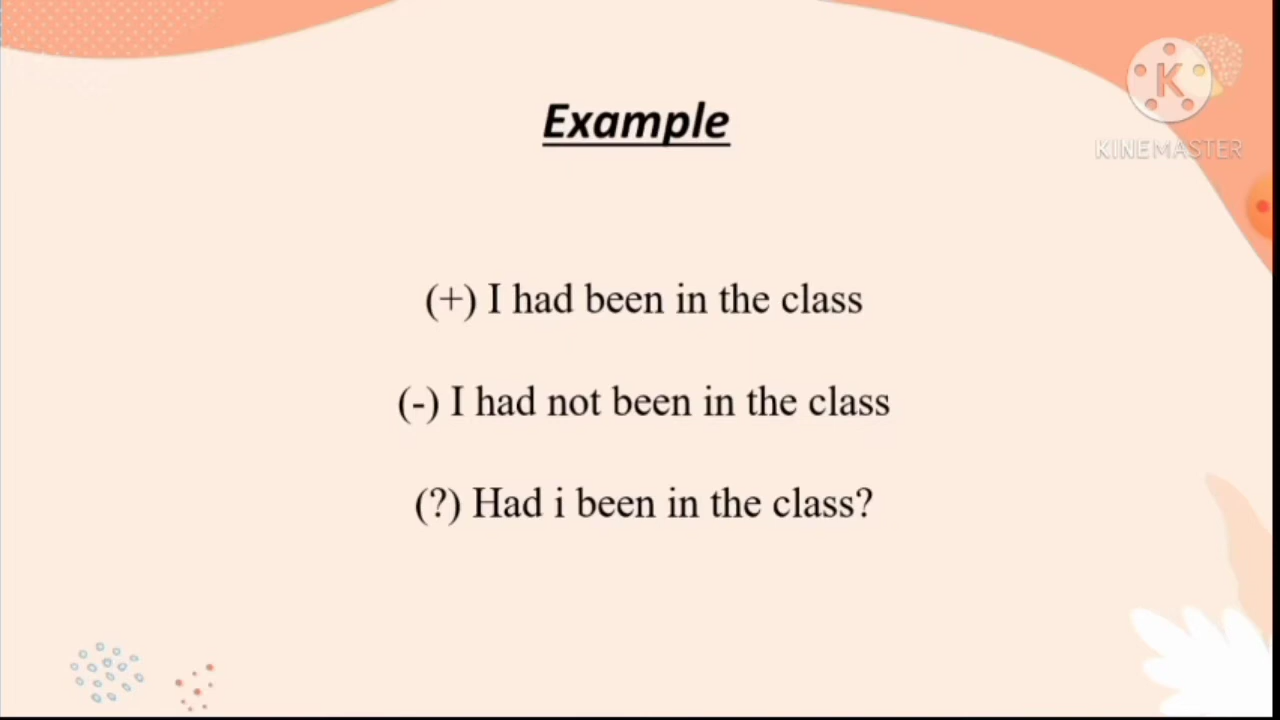 Example
K
KINEMASTER
(+) I had been in the class
(-) I had not been in the class
(?) Had i been in the class?